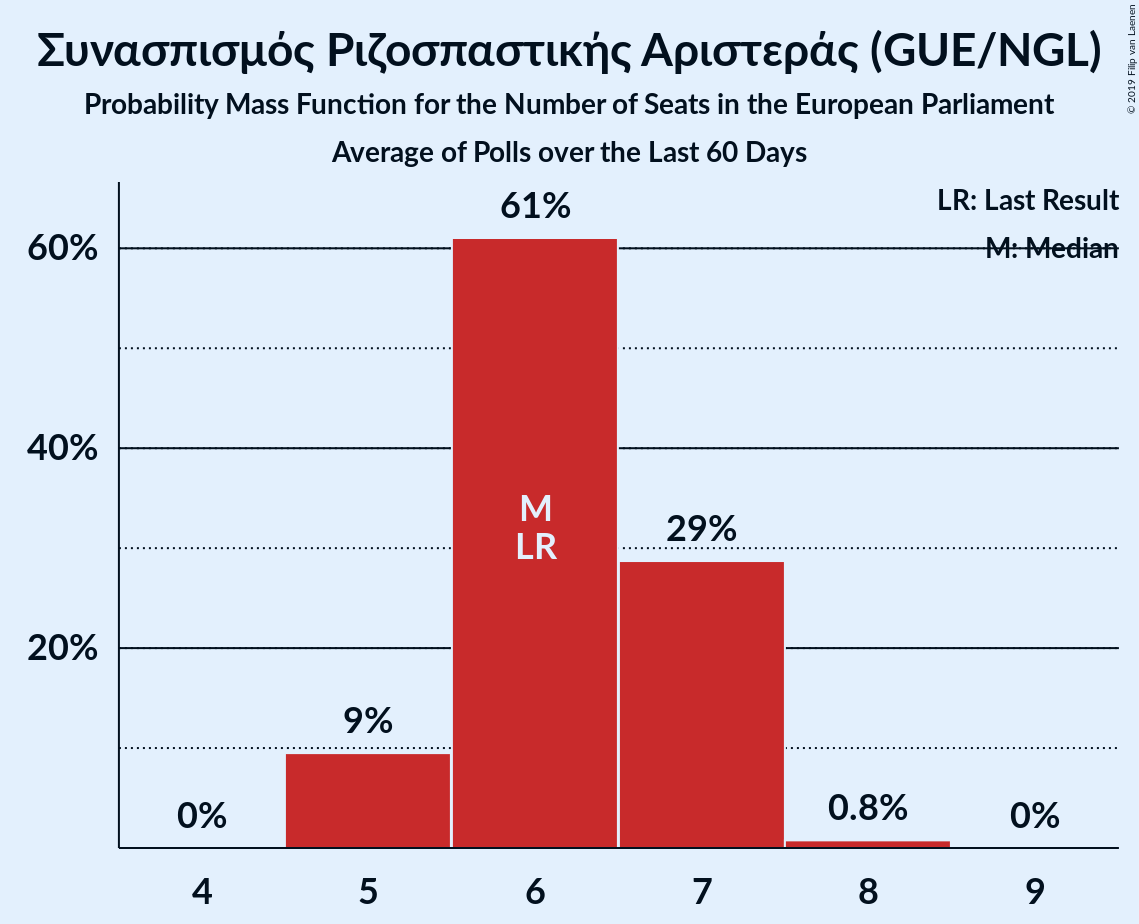 Συνασπισμός Ριζοσπαστικής Αριστεράς (GUE/NGL)
Probability Mass Function for the Number of Seats in the European Parliament
Average of Polls over the Last 60 Days
© 2019 Filip van Laenen
LR: Last Result
M: Median
60%
40%
20%
0%
9%
61%
M
LR
29%
0.8%
0%
4 5 6 7 8 9